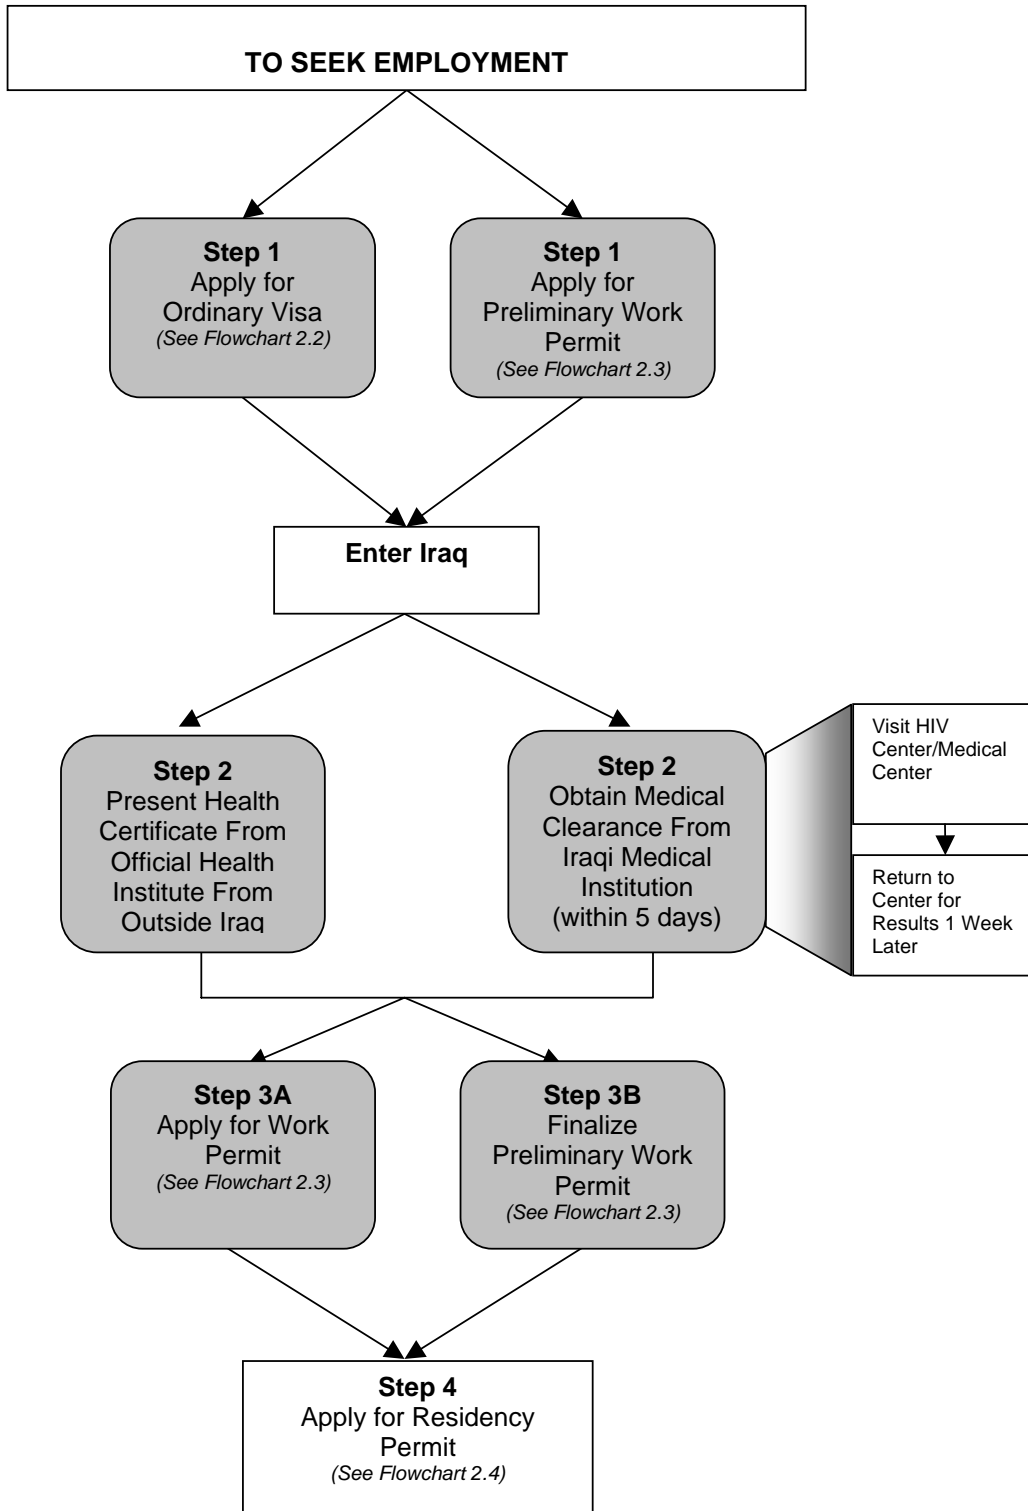 TO SEEK EMPLOYMENT
Step 1
Apply for
Ordinary Visa
(See Flowchart 2.2)
Step 1
Apply for
Preliminary Work
Permit
(See Flowchart 2.3)
Enter Iraq
Step 2
Present Health
Certificate From
Official Health
Institute From
Outside Iraq
Step 2
Obtain Medical
Clearance From
Iraqi Medical
Institution
(within 5 days)
Visit HIV
Center/Medical
Center
Return to
Center for
Results 1 Week
Later
Step 3A
Apply for Work
Permit
(See Flowchart 2.3)
Step 3B
Finalize
Preliminary Work
Permit
(See Flowchart 2.3)
Step 4
Apply for Residency
Permit
(See Flowchart 2.4)